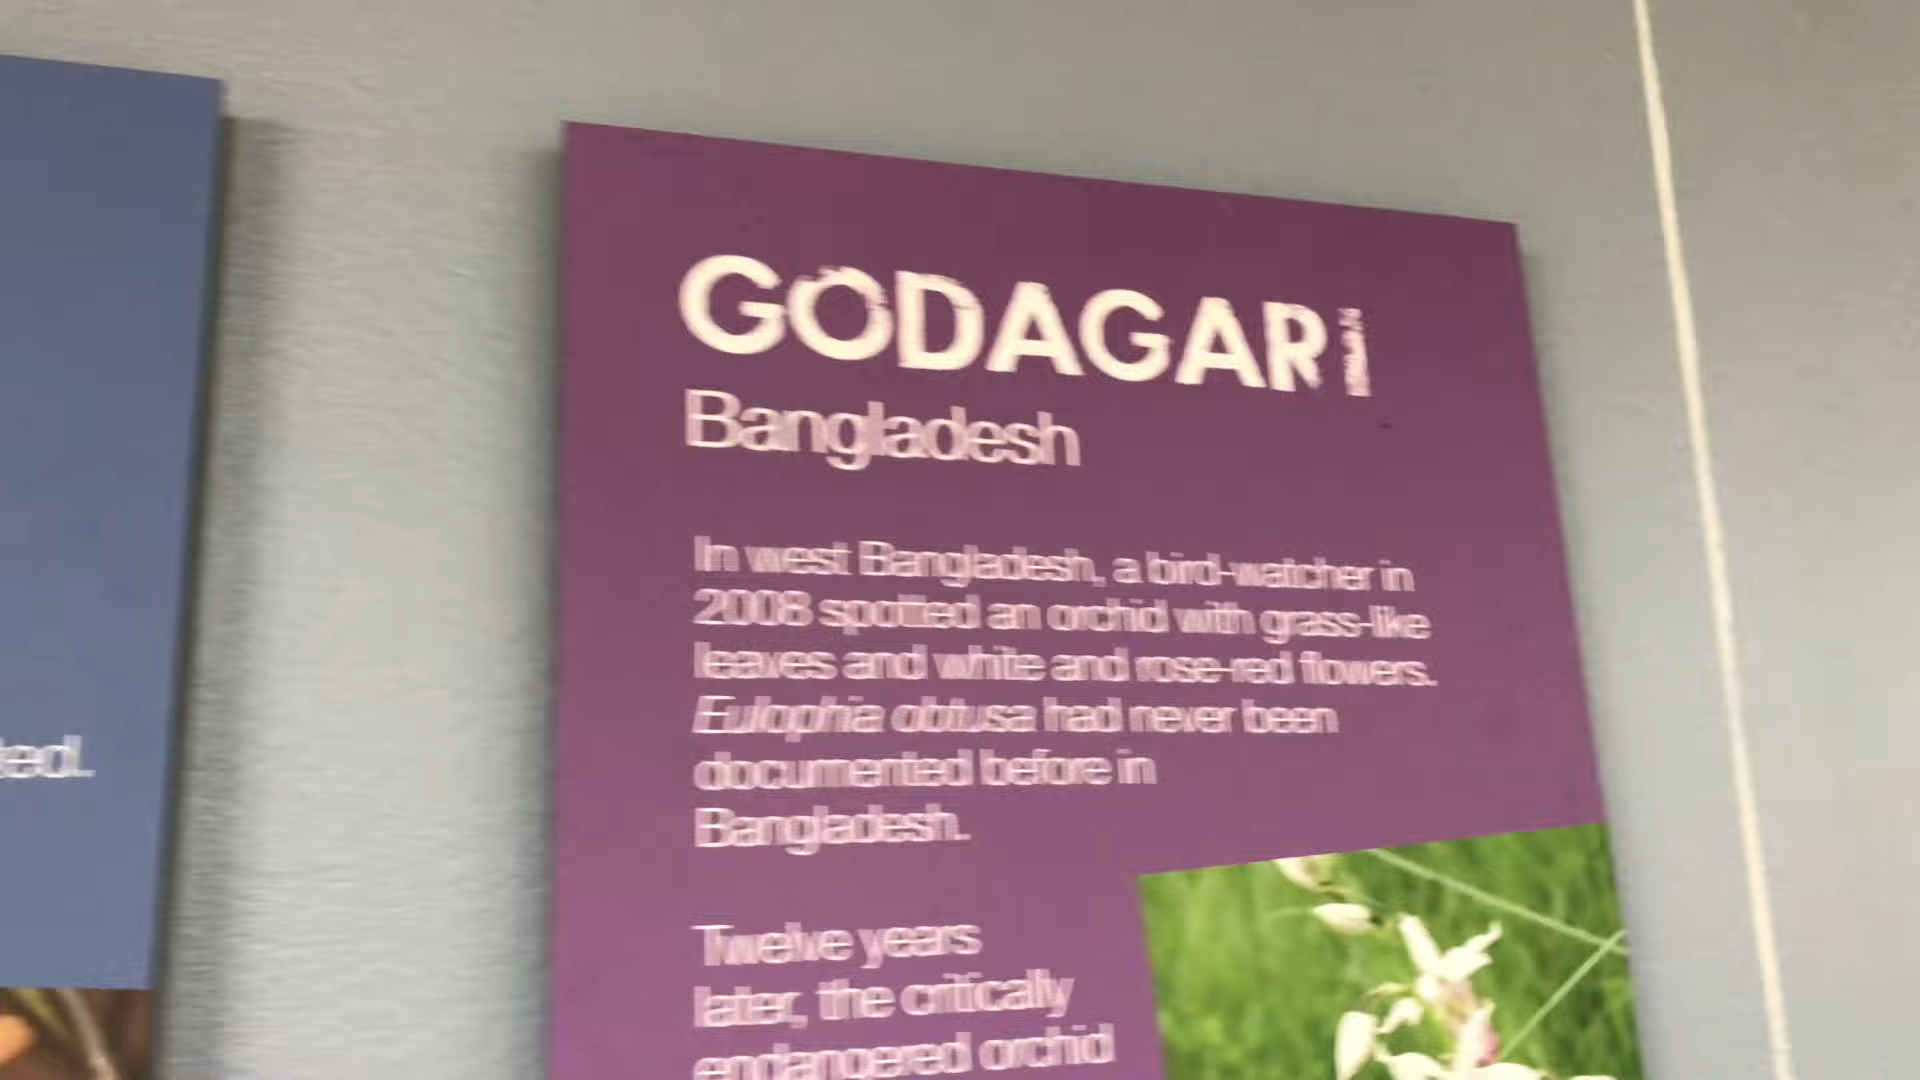 GODAGARI
Bangladesh
In west Bangladesh, a bird-watcher in
2008 spotted an orchid with grass-like
leaves and white and rose-red flowers.
Eulophia obtusa had never been
documented before in
Bangladesh.
Twelve years
later, the critically
endangered orchid
ted.